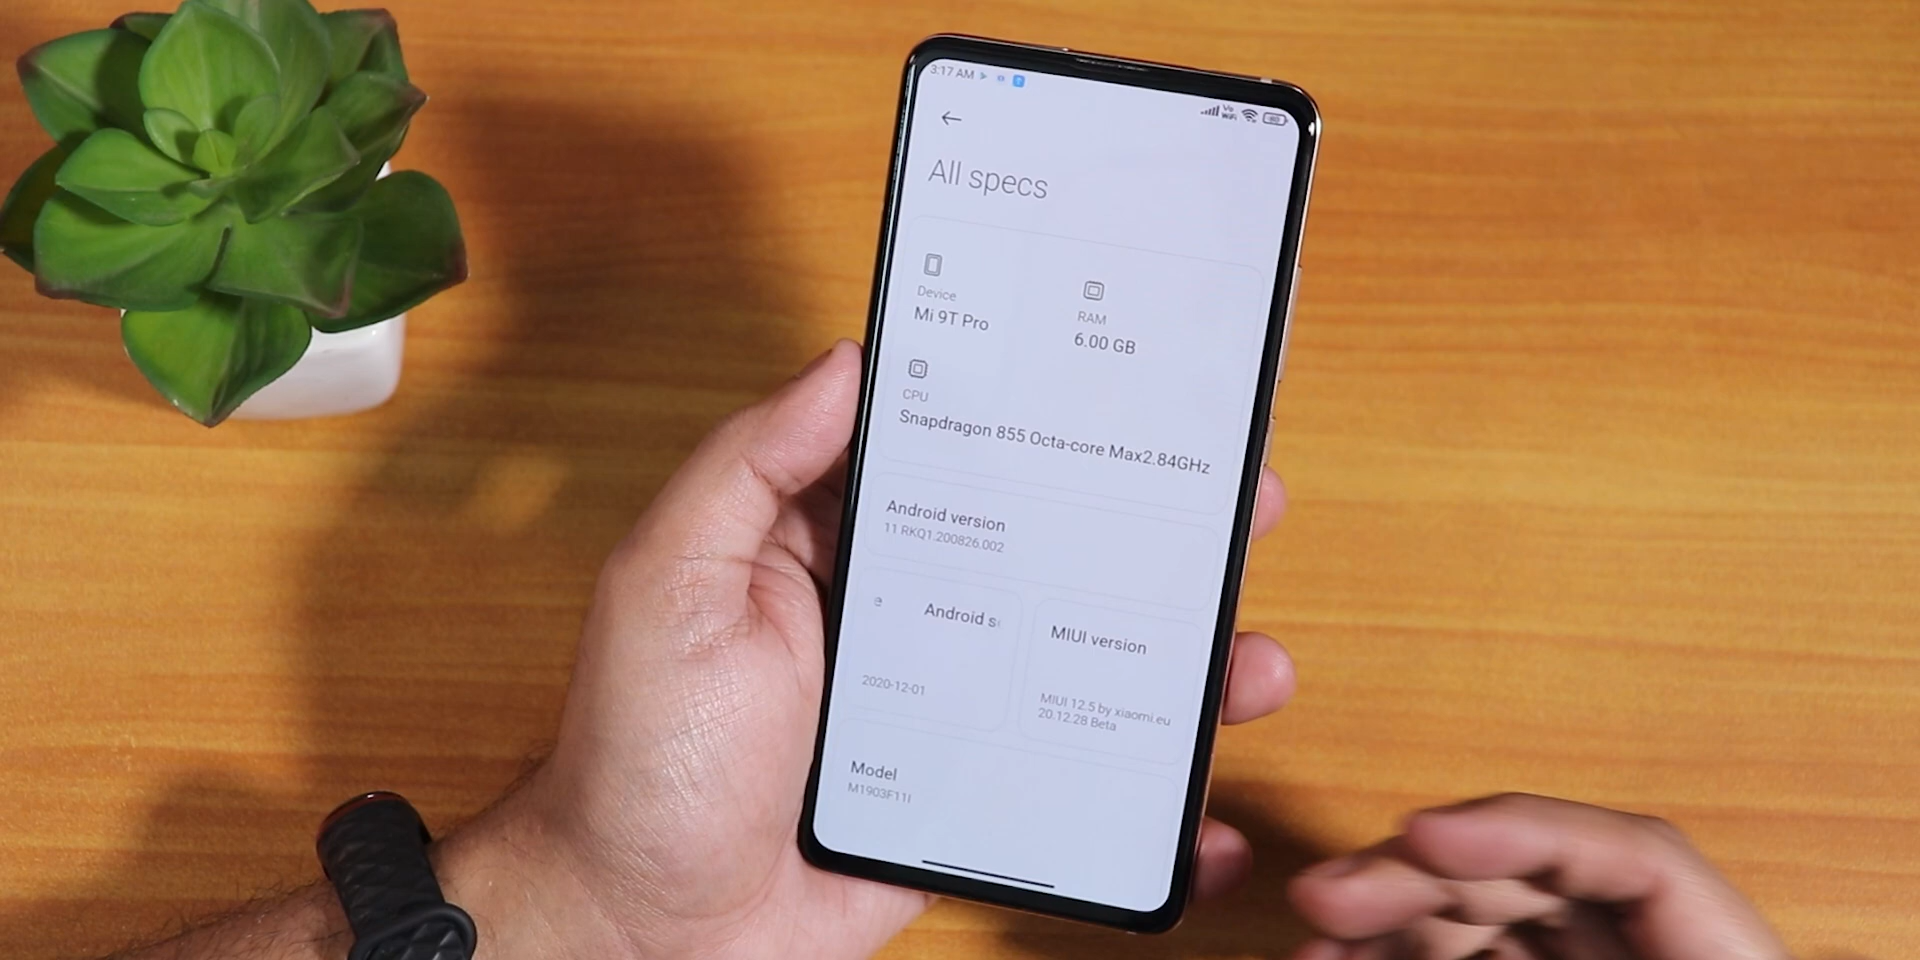 3:17 AM
Vo
WiFi
All specs
Device
Mi 9T Pro
RAM
6.00 GB
CPU
Snapdragon 855 Octa-core Max2.84GHz
Android version
11 RKQ1.200826.002
e Android s
2020-12-01
MIUI version
MIUI 12.5 by xiaomi.eu
20.12.28 Beta
Model
M1903F11I